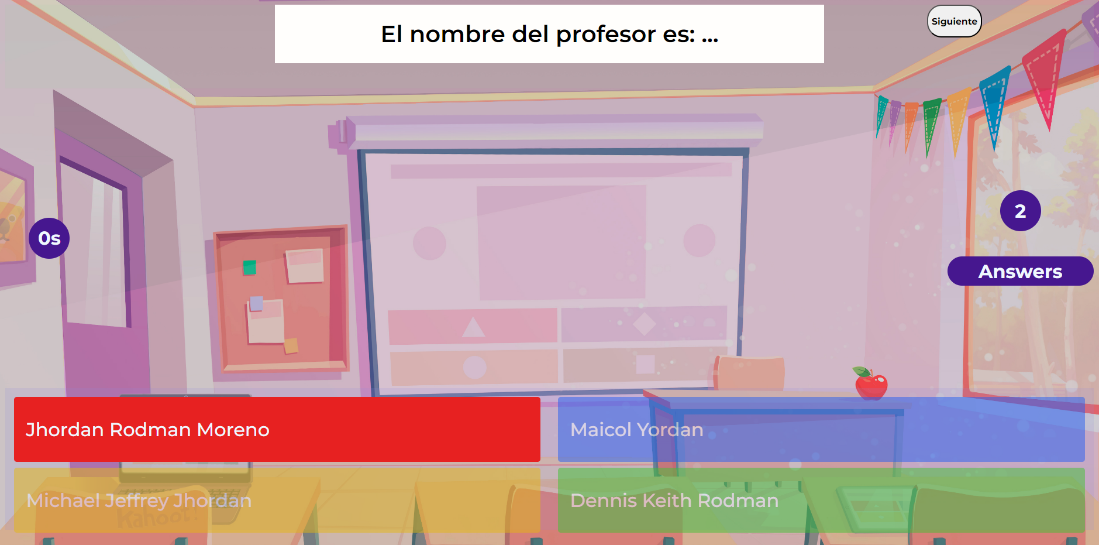 El nombre del profesor es: ...
Siguiente
0s
2
Answers
Jhordan Rodman Moreno
Maicol Yordan
Michael Jeffrey Jhordan
Dennis Keith Rodman
Kahoot!